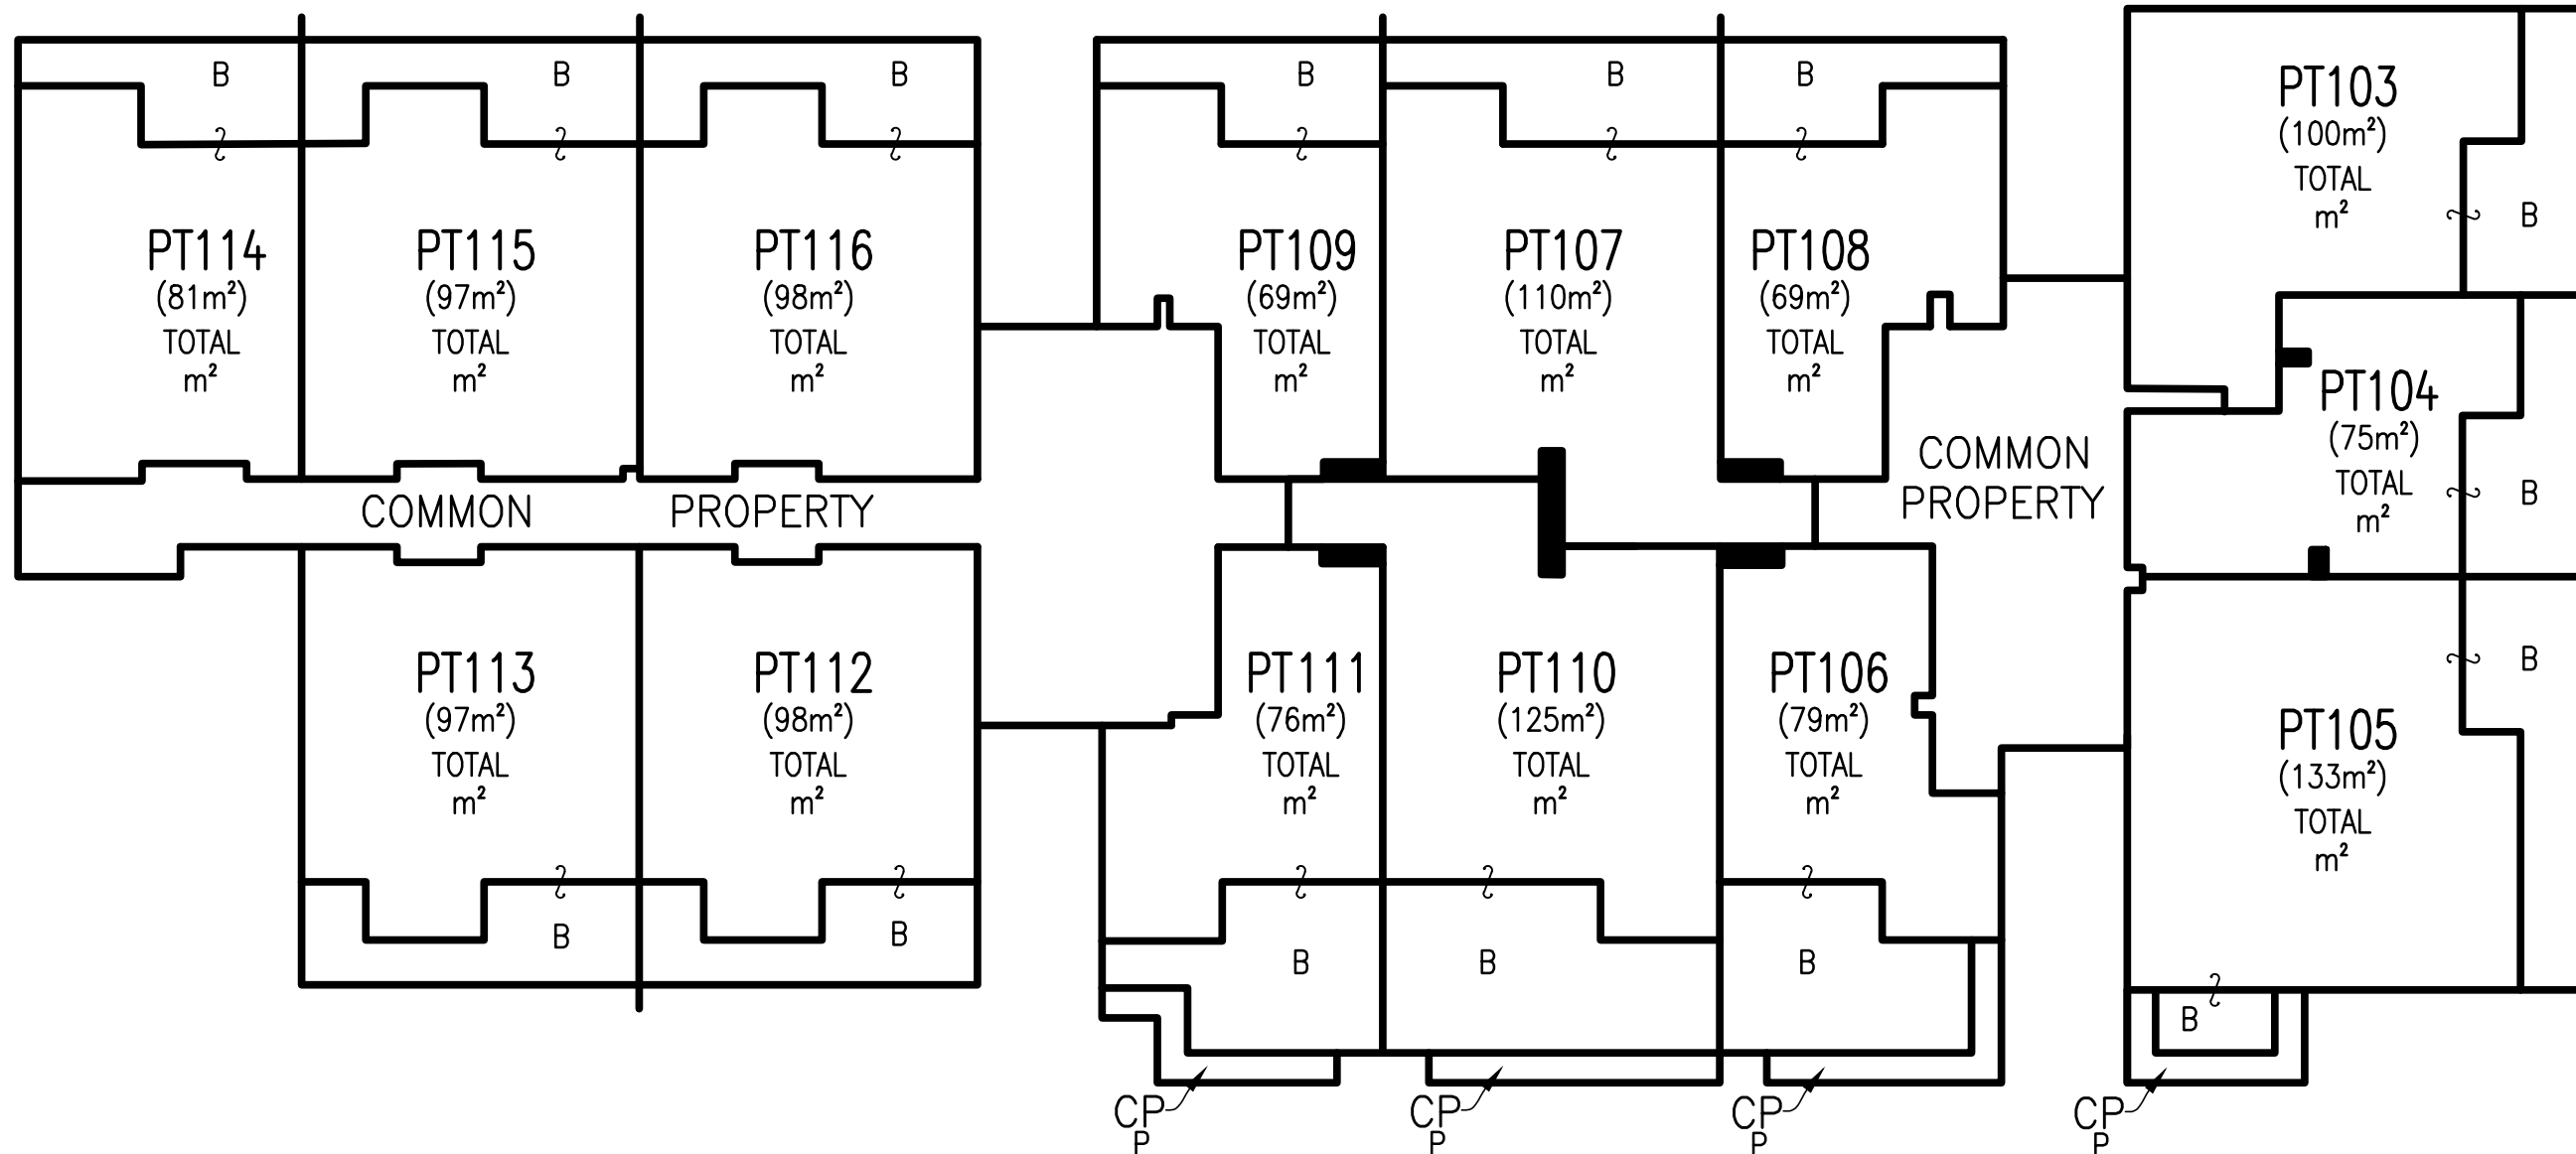 B
B
B
B
B
B
PT103
(100m²)
TOTAL
m²
B
PT114
(81m²)
TOTAL
m²
PT115
(97m²)
TOTAL
m²
PT116
(98m²)
TOTAL
m²
PT109
(69m²)
TOTAL
m²
PT107
(110m²)
TOTAL
m²
PT108
(69m²)
TOTAL
m²
PT104
(75m²)
TOTAL
m²
B
COMMON PROPERTY
COMMON
PROPERTY
PT113
(97m²)
TOTAL
m²
PT112
(98m²)
TOTAL
m²
PT111
(76m²)
TOTAL
m²
PT110
(125m²)
TOTAL
m²
PT106
(79m²)
TOTAL
m²
B
PT105
(133m²)
TOTAL
m²
B
B
B
B
B
B
CP
P
CP
P
CP
P
CP
P